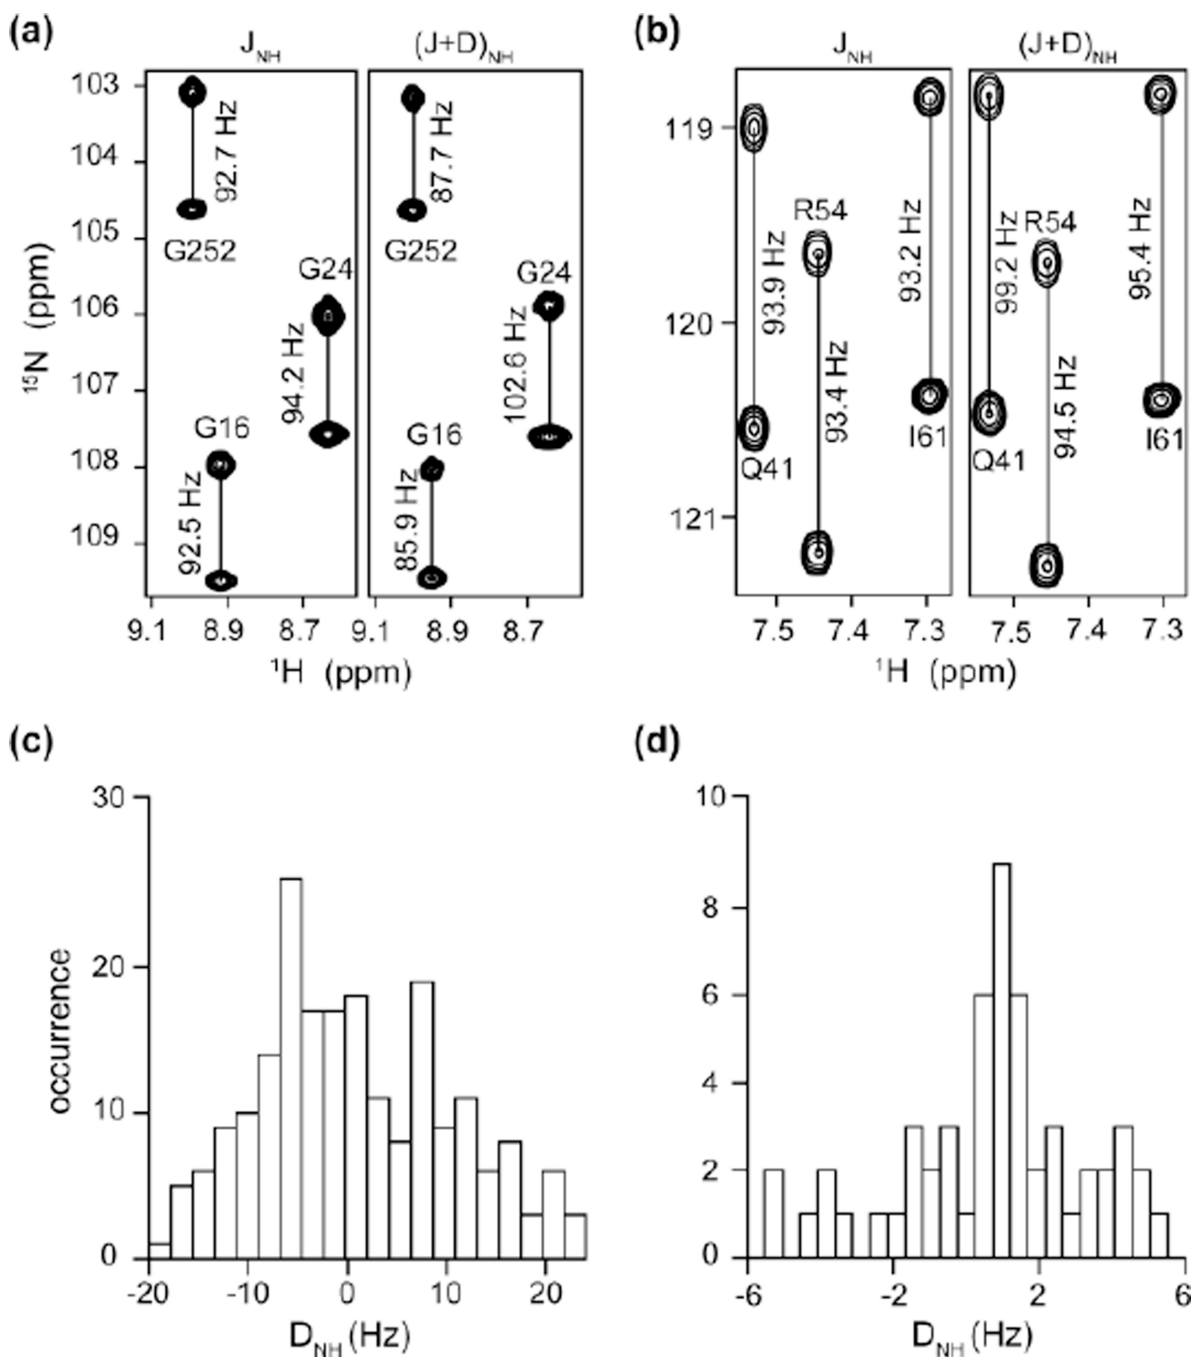 (a)
J_NH
(J+D)_NH
103
104
105
106
107
108
109
15N (ppm)
92.7 Hz
G252
G24
94.2 Hz
G16
92.5 Hz
87.7 Hz
G252
G24
102.6 Hz
G16
85.9 Hz
9.1
8.9
8.7
9.1
8.9
8.7
1H (ppm)
(b)
J_NH
(J+D)_NH
119
120
121
93.9 Hz
R54
93.4 Hz
93.2 Hz
Q41
I61
99.2 Hz
R54
94.5 Hz
95.4 Hz
Q41
I61
7.5
7.4
7.3
7.5
7.4
7.3
1H (ppm)
(c)
30
20
10
0
occurrence
-20
-10
0
10
20
D_NH (Hz)
(d)
10
8
6
4
2
0
-6
-2
2
6
D_NH (Hz)